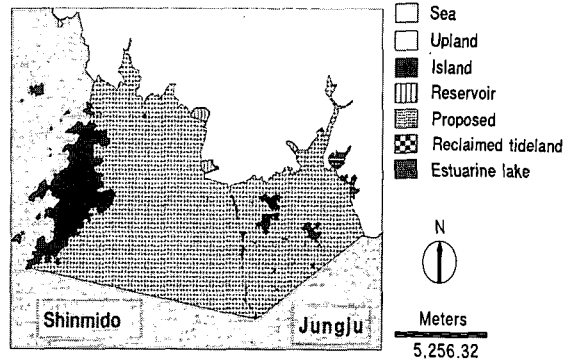 Sea
Upland
Island
Reservoir
Proposed
Reclaimed tideland
Estuarine lake
N
Meters
5,256.32
Shinmido
Jungju